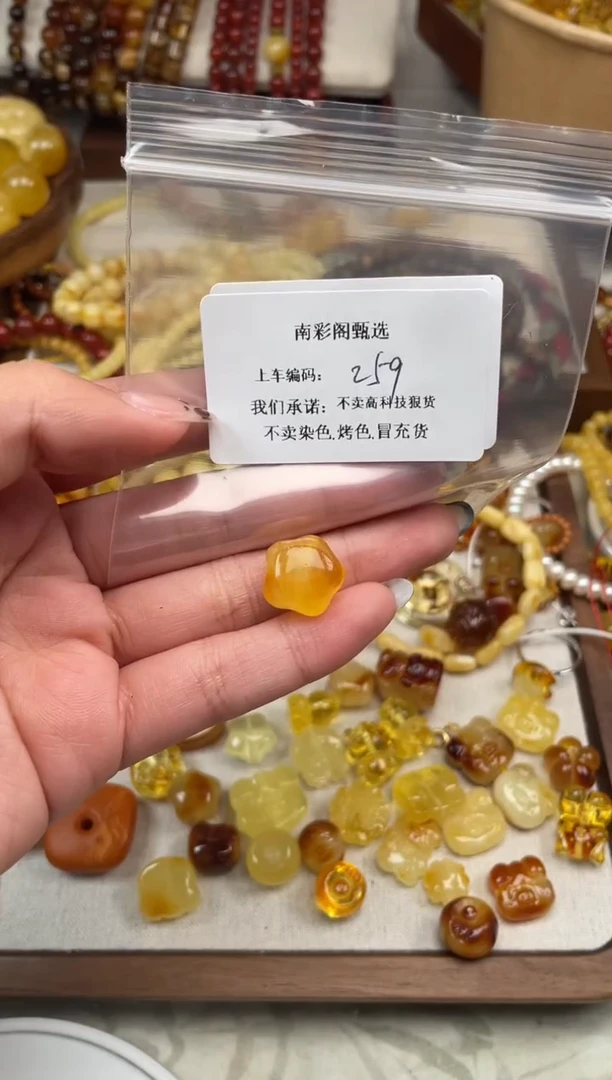 南彩阁甄选
上车编码： 259
我们承诺：不卖高科技狠货
不卖染色.烤色.冒充货